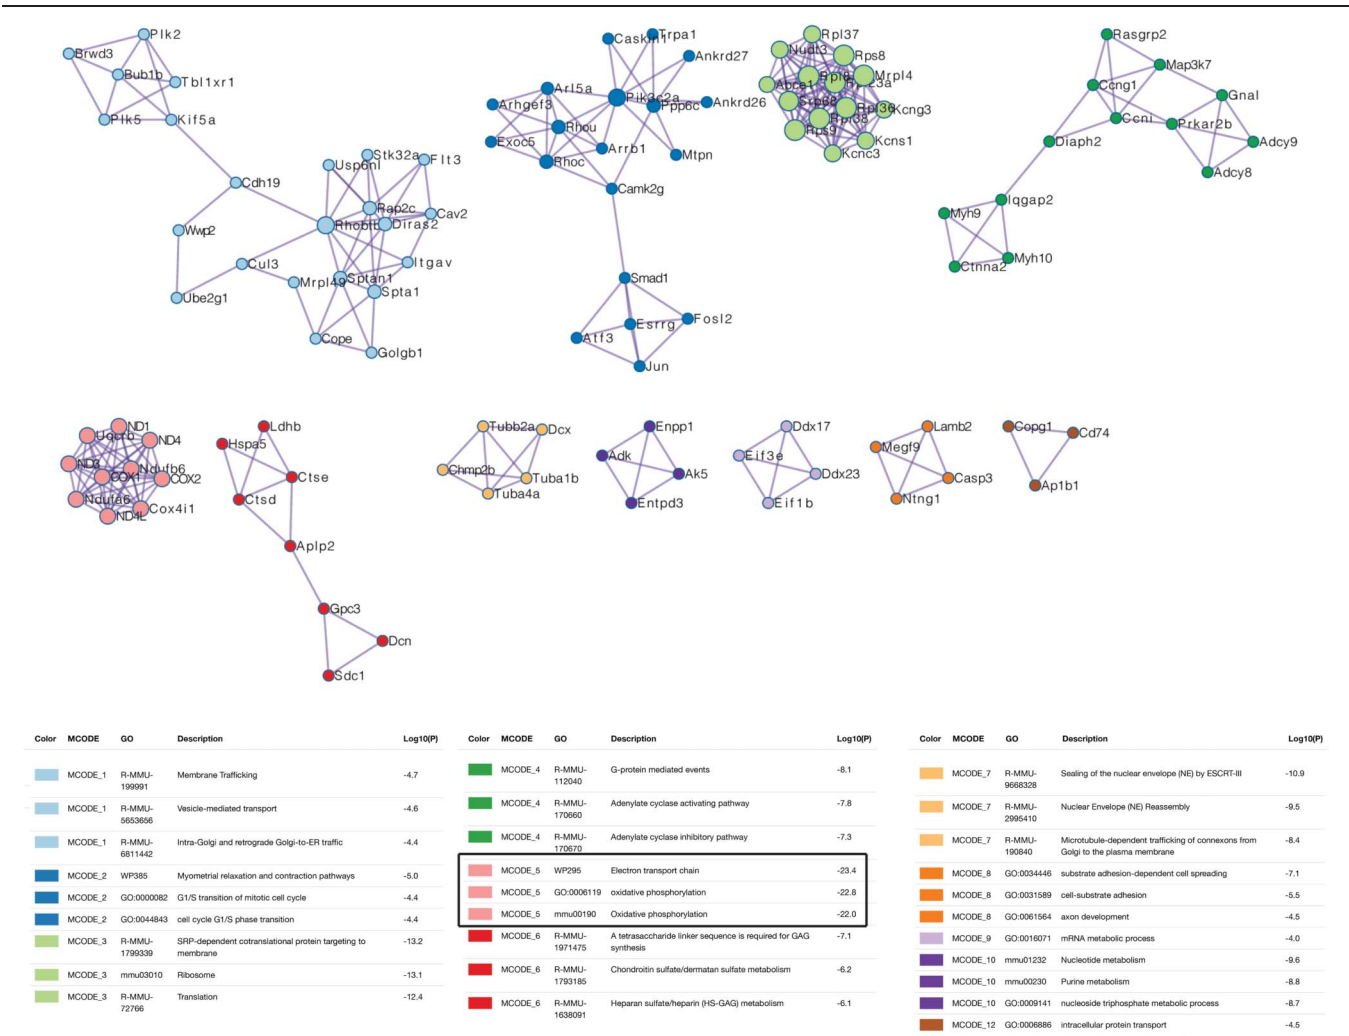 Plk2
Brwd3
Bub1b
Tbl1xr1
Plk5
Kif5a
Cdh19
Wwp2
Cul3
Ube2g1
Stk32a
Usp6nl
Flt3
Rap2c
Cav2
Diras2
Itgav
Mrpl49
Sptan1
Spta1
Cope
Golgb1
Caskin1
Trpa1
Ankrd27
Arl5a
Pik3c2a
Arhgef3
Ppp6c
Ankrd26
Rhou
Exoc5
Arrb1
Rhoc
Mtpn
Camk2g
Smad1
Esrrg
Fosl2
Atf3
Jun
Rpl37
Nudt3
Rps8
Mrpl4
Abce1
Srp68
Rpl36
Kcng3
Rpl38
Rps9
Kcns1
Kcnc3
Rasgrp2
Map3k7
Ccng1
Gnal
Ccni
Prkar2b
Diaph2
Adcy9
Adcy8
Iqgap2
Myh9
Myh10
Ctnna2
ND1
Uqcrb
ND4
ND3
Ndufb6
COX1
COX2
Ndufa6
Cox4i1
ND4L
Ldhb
Hspa5
Ctse
Ctsd
Aplp2
Gpc3
Dcn
Sdc1
Tubb2a
Dcx
Chmp2b
Tuba1b
Tuba4a
Enpp1
Adk
Ak5
Entpd3
Ddx17
Eif3e
Ddx23
Eif1b
Lamb2
Megf9
Casp3
Ntng1
Copg1
Cd74
Ap1b1
Color MCODE GO Description Log10(P)
MCODE_1 R-MMU- Membrane Trafficking -4.7
199991
MCODE_1 R-MMU- Vesicle-mediated transport -4.6
5653656
MCODE_1 R-MMU- Intra-Golgi and retrograde Golgi-to-ER traffic -4.4
6811442
MCODE_2 WP385 Myometrial relaxation and contraction pathways -5.0
MCODE_2 GO:0000082 G1/S transition of mitotic cell cycle -4.4
MCODE_2 GO:0044843 cell cycle G1/S phase transition -4.4
MCODE_3 R-MMU- SRP-dependent cotranslational protein targeting to -13.2
1799339 membrane
MCODE_3 mmu03010 Ribosome -13.1
MCODE_3 R-MMU- Translation -12.4
72766
Color MCODE GO Description Log10(P)
MCODE_4 R-MMU- G-protein mediated events -8.1
112040
MCODE_4 R-MMU- Adenylate cyclase activating pathway -7.8
170660
MCODE_4 R-MMU- Adenylate cyclase inhibitory pathway -7.3
170670
MCODE_5 WP295 Electron transport chain -23.4
MCODE_5 GO:0006119 oxidative phosphorylation -22.8
MCODE_5 mmu00190 Oxidative phosphorylation -22.0
MCODE_6 R-MMU- A tetrasaccharide linker sequence is required for GAG -7.1
1971475 synthesis
MCODE_6 R-MMU- Chondroitin sulfate/dermatan sulfate metabolism -6.2
1793185
MCODE_6 R-MMU- Heparan sulfate/heparin (HS-GAG) metabolism -6.1
1638091
Color MCODE GO Description Log10(P)
MCODE_7 R-MMU- Sealing of the nuclear envelope (NE) by ESCRT-III -10.9
9668328
MCODE_7 R-MMU- Nuclear Envelope (NE) Reassembly -9.5
2995410
MCODE_7 R-MMU- Microtubule-dependent trafficking of connexons from -8.4
190840 Golgi to the plasma membrane
MCODE_8 GO:0034446 substrate adhesion-dependent cell spreading -7.1
MCODE_8 GO:0031589 cell-substrate adhesion -5.5
MCODE_8 GO:0061564 axon development -4.5
MCODE_9 GO:0016071 mRNA metabolic process -4.0
MCODE_10 mmu01232 Nucleotide metabolism -9.6
MCODE_10 mmu00230 Purine metabolism -8.8
MCODE_10 GO:0009141 nucleoside triphosphate metabolic process -8.7
MCODE_12 GO:0006886 intracellular protein transport -4.5